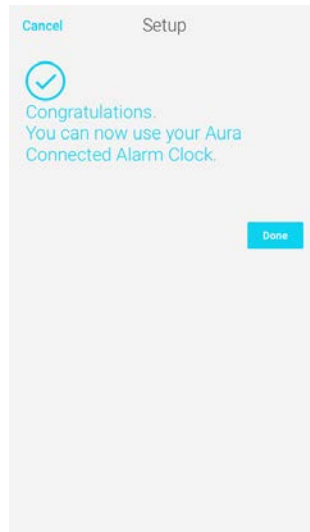 Cancel Setup
Congratulations.
You can now use your Aura
Connected Alarm Clock.
Done